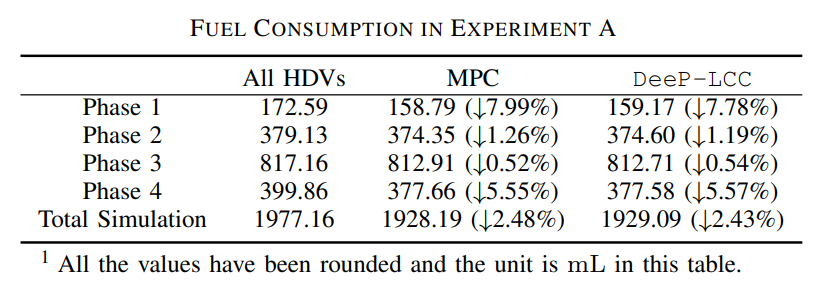 FUEL CONSUMPTION IN EXPERIMENT A
All HDVs MPC DeeP-LCC
Phase 1 172.59 158.79 (↓7.99%) 159.17 (↓7.78%)
Phase 2 379.13 374.35 (↓1.26%) 374.60 (↓1.19%)
Phase 3 817.16 812.91 (↓0.52%) 812.71 (↓0.54%)
Phase 4 399.86 377.66 (↓5.55%) 377.58 (↓5.57%)
Total Simulation 1977.16 1928.19 (↓2.48%) 1929.09 (↓2.43%)
¹ All the values have been rounded and the unit is mL in this table.